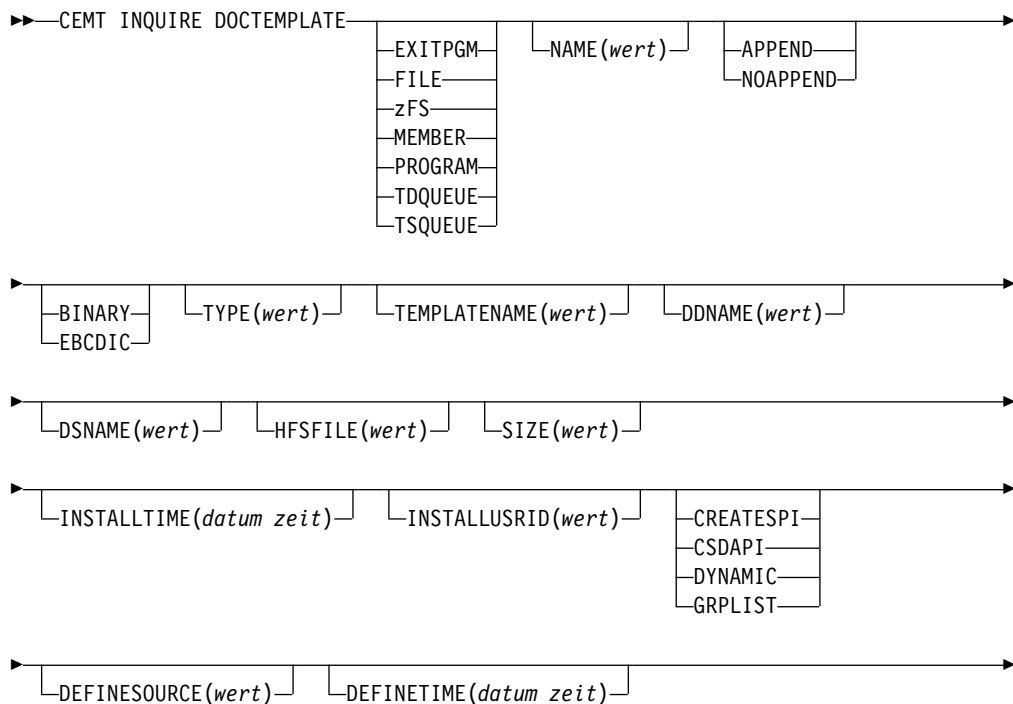 CEMT INQUIRE DOCTEMPLATE
EXITPGM
FILE
zFS
MEMBER
PROGRAM
TDQUEUE
TSQUEUE
NAME(wert)
APPEND
NOAPPEND
BINARY
EBCDIC
TYPE(wert)
TEMPLATENAME(wert)
DDNAME(wert)
DSNAME(wert)
HFSFILE(wert)
SIZE(wert)
INSTALLTIME(datum zeit)
INSTALLUSRID(wert)
CREATESPI
CSDAPI
DYNAMIC
GRPLIST
DEFINESOURCE(wert)
DEFINETIME(datum zeit)